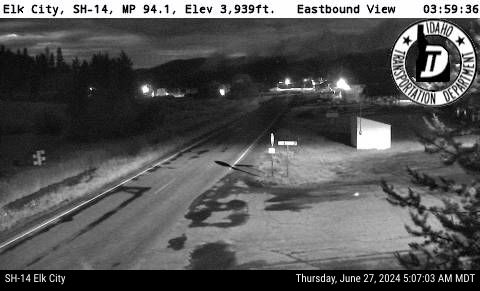 Elk City, SH-14, MP 94.1, Elev 3,939ft. Eastbound View 03:59:36
IDAHO
TRANSPORTATION DEPARTMENT
SH-14 Elk City Thursday, June 27, 2024 5:07:03 AM MDT